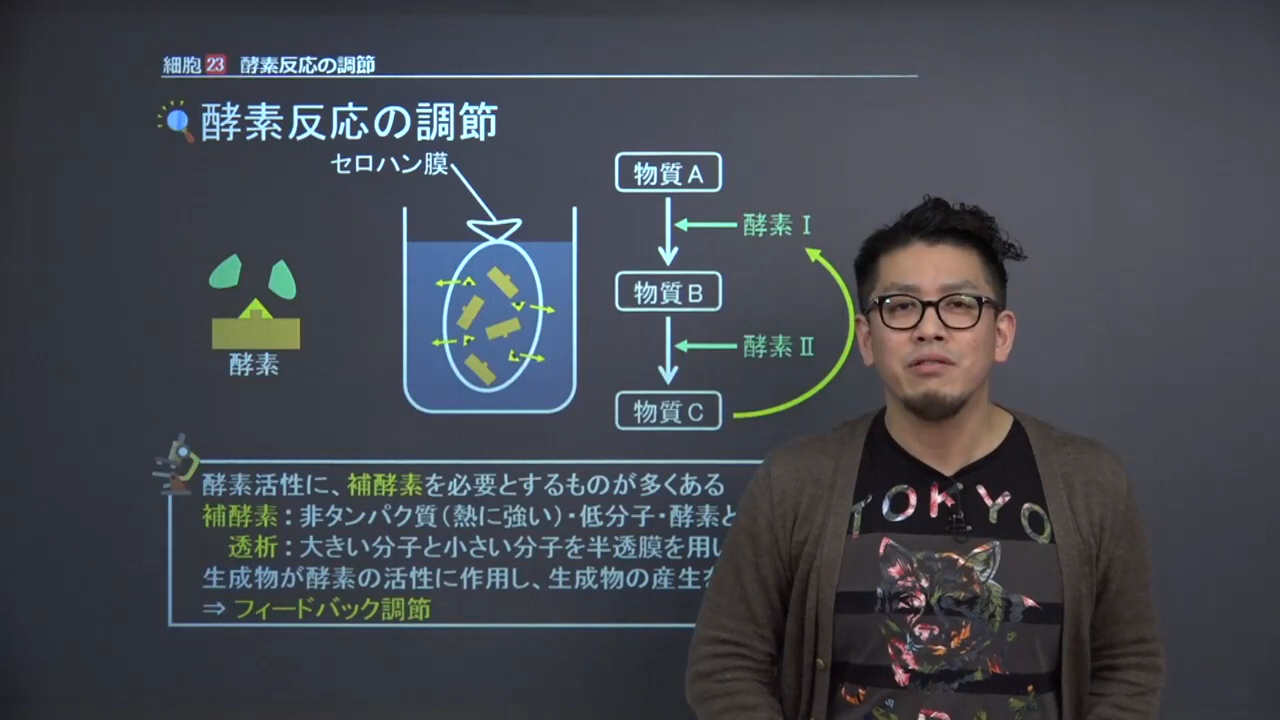 細胞 23 酵素反応の調節
酵素反応の調節
セロハン膜
酵素
物質A
酵素Ⅰ
物質B
酵素Ⅱ
物質C
酵素活性に、補酵素を必要とするものが多くある
補酵素：非タンパク質（熱に強い）・低分子・酵素と
透析：大きい分子と小さい分子を半透膜を用い
生成物が酵素の活性に作用し、生成物の産生を
⇒ フィードバック調節
TOKYO